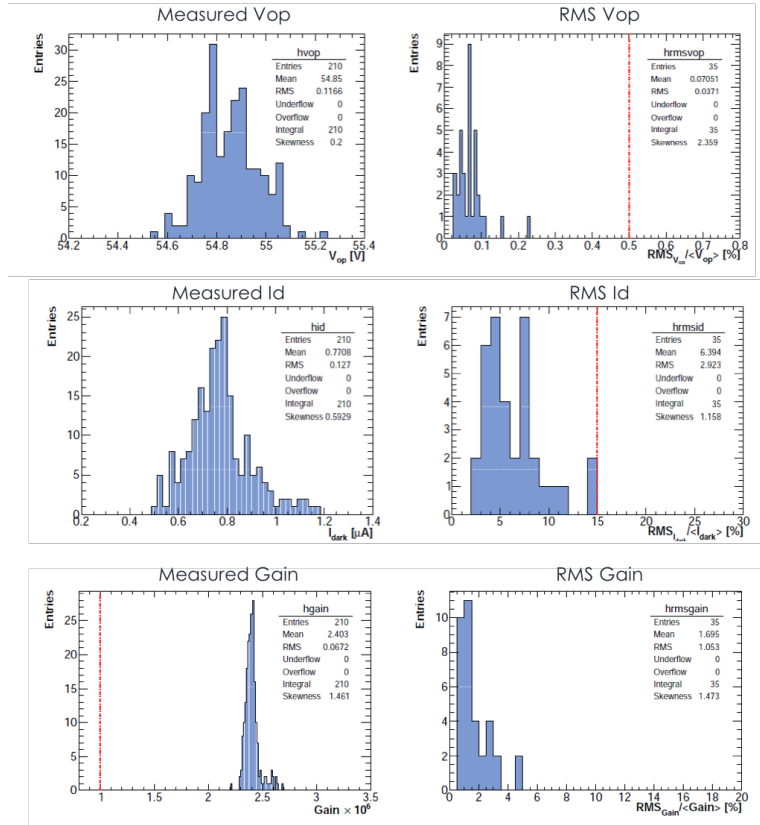 Measured Vop
Entries
30
25
20
15
10
5
0
54.2 54.4 54.6 54.8 55 55.2 55.4
V_op [V]
hvop
Entries 210
Mean 54.85
RMS 0.1166
Underflow 0
Overflow 0
Integral 210
Skewness 0.2
RMS Vop
Entries
9
8
7
6
5
4
3
2
1
0
0 0.1 0.2 0.3 0.4 0.5 0.6 0.7 0.8
RMS_Vop/<V_op> [%]
hrmsvop
Entries 35
Mean 0.07051
RMS 0.0371
Underflow 0
Overflow 0
Integral 35
Skewness 2.359
Measured Id
Entries
25
20
15
10
5
0
0.2 0.4 0.6 0.8 1 1.2 1.4
I_dark [μA]
hid
Entries 210
Mean 0.7708
RMS 0.127
Underflow 0
Overflow 0
Integral 210
Skewness 0.5929
RMS Id
Entries
7
6
5
4
3
2
1
0
0 5 10 15 20 25 30
RMS_I_dark/<I_dark> [%]
hrmsid
Entries 35
Mean 6.394
RMS 2.923
Underflow 0
Overflow 0
Integral 35
Skewness 1.158
Measured Gain
Entries
25
20
15
10
5
0
1 1.5 2 2.5 3 3.5
Gain × 10^6
hgain
Entries 210
Mean 2.403
RMS 0.0672
Underflow 0
Overflow 0
Integral 210
Skewness 1.461
RMS Gain
Entries
10
8
6
4
2
0
0 2 4 6 8 10 12 14 16 18 20
RMS_Gain/<Gain> [%]
hrmsgain
Entries 35
Mean 1.695
RMS 1.053
Underflow 0
Overflow 0
Integral 35
Skewness 1.473